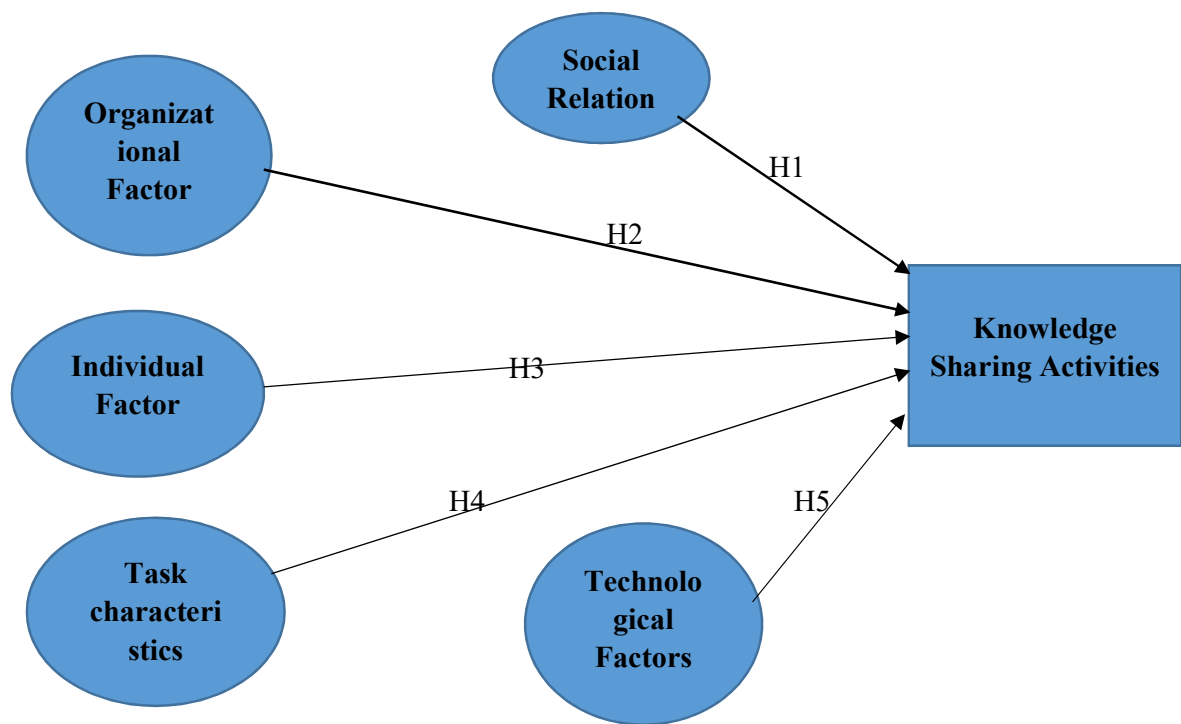 Social
Relation
Organizat
ional
Factor
H1
H2
Knowledge
Sharing Activities
Individual
Factor
H3
H4
H5
Task
characteri
stics
Technolo
gical
Factors